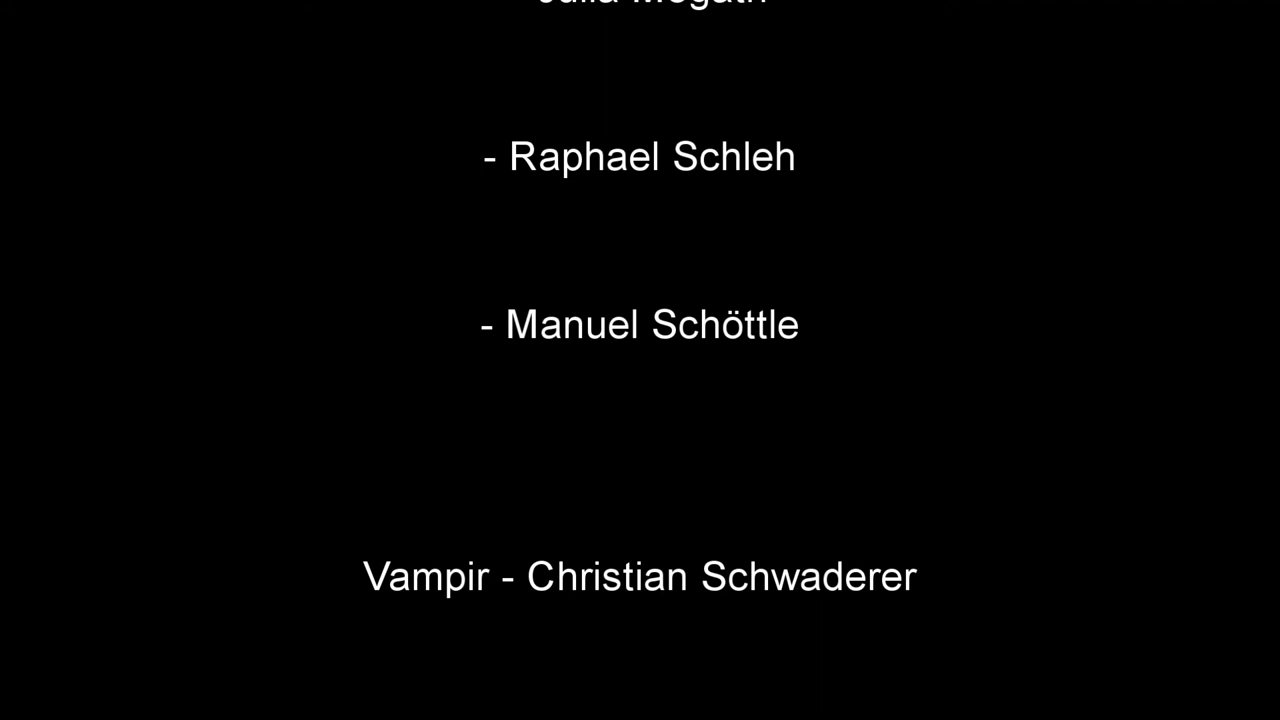 - Raphael Schleh
- Manuel Schöttle
Vampir - Christian Schwaderer